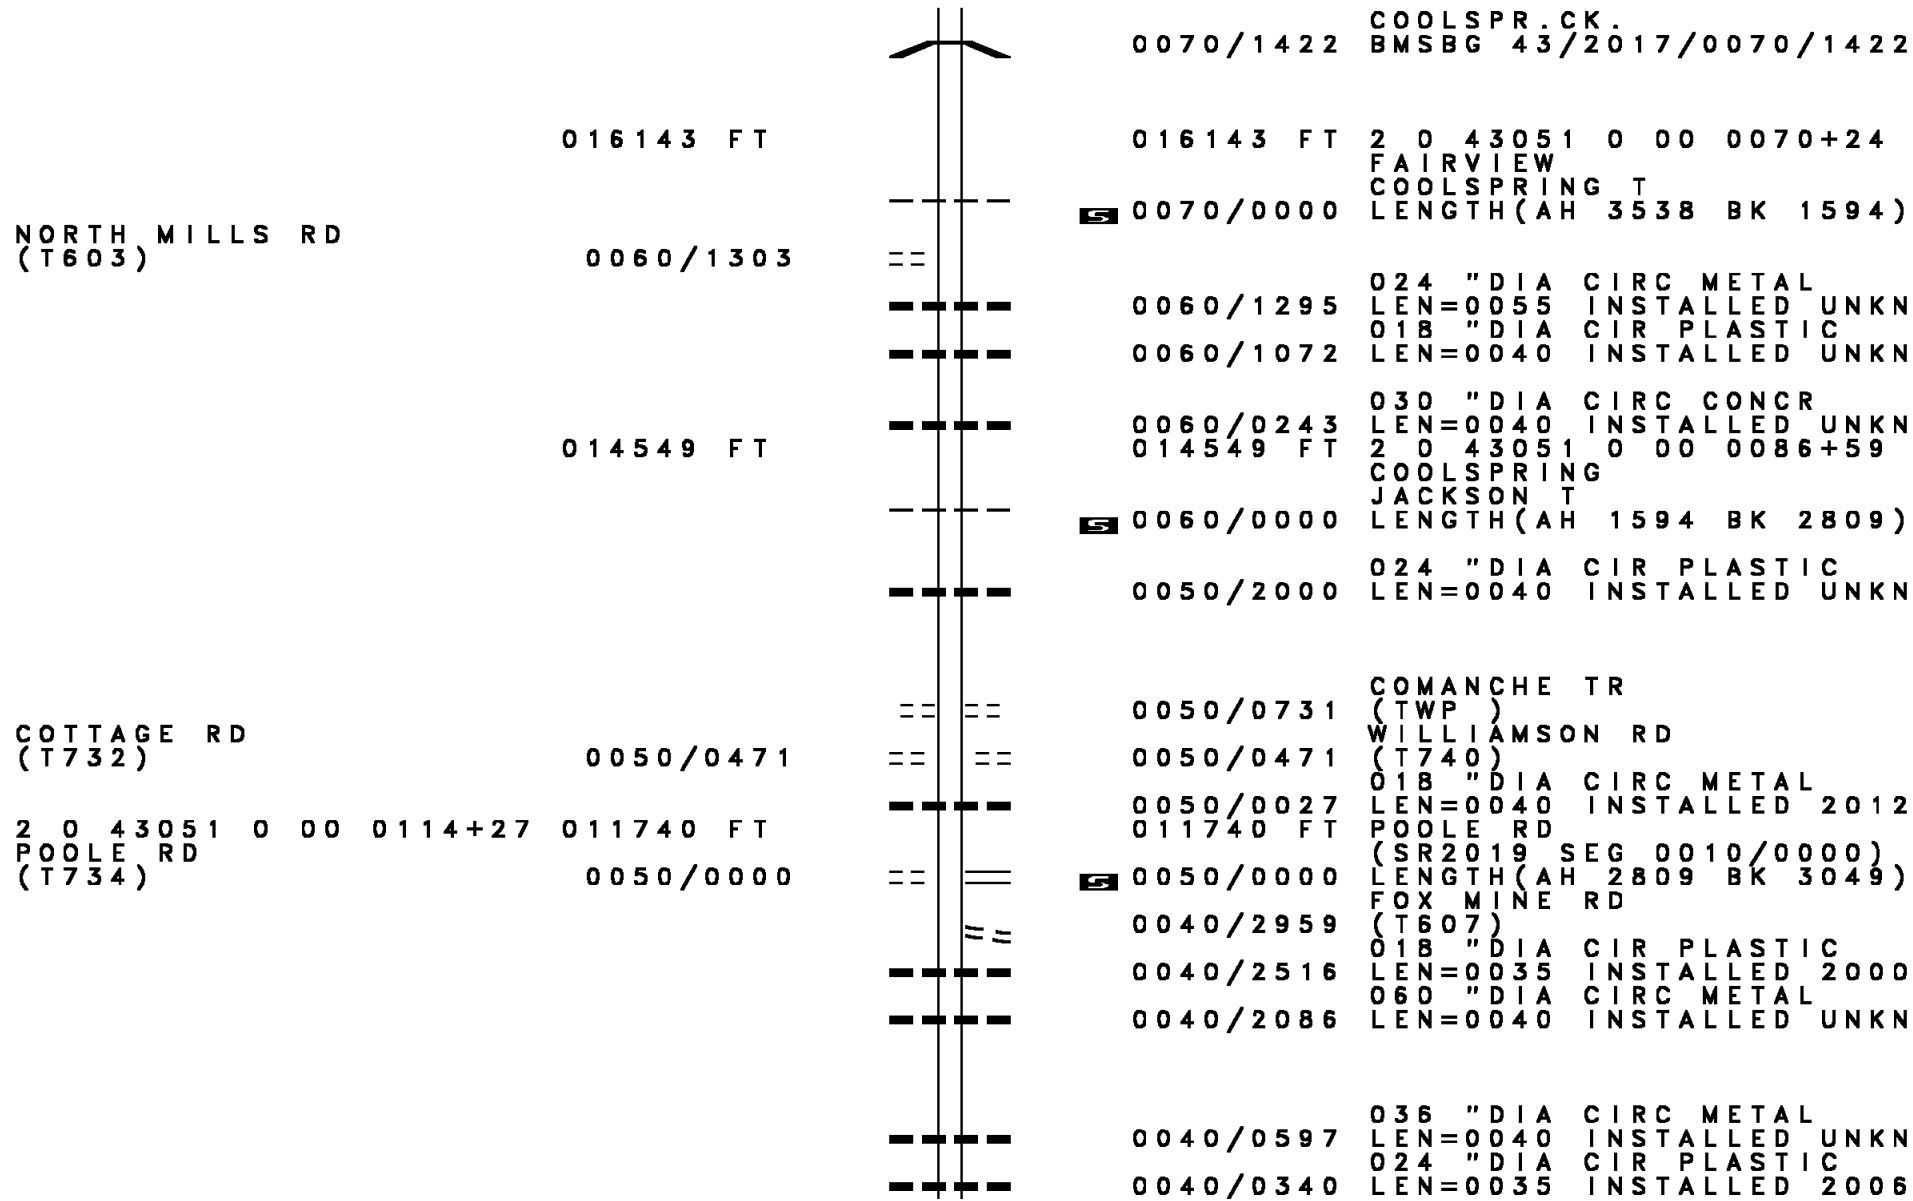 COOLSPR.CK.
0070/1422 BMSBG 43/2017/0070/1422
016143 FT 016143 FT 2 0 43051 0 00 0070+24
FAIRVIEW
COOLSPRING T
S 0070/0000 LENGTH(AH 3538 BK 1594)
NORTH MILLS RD
(T603) 0060/1303
024 "DIA CIRC METAL
0060/1295 LEN=0055 INSTALLED UNKN
018 "DIA CIR PLASTIC
0060/1072 LEN=0040 INSTALLED UNKN
030 "DIA CIRC CONCR
0060/0243 LEN=0040 INSTALLED UNKN
014549 FT 014549 FT 2 0 43051 0 00 0086+59
COOLSPRING
JACKSON T
S 0060/0000 LENGTH(AH 1594 BK 2809)
024 "DIA CIR PLASTIC
0050/2000 LEN=0040 INSTALLED UNKN
COMANCHE TR
0050/0731 (TWP )
COTTAGE RD WILLIAMSON RD
(T732) 0050/0471 0050/0471 (T740)
018 "DIA CIRC METAL
0050/0027 LEN=0040 INSTALLED 2012
2 0 43051 0 00 0114+27 011740 FT 011740 FT POOLE RD
POOLE RD (SR2019 SEG 0010/0000)
(T734) 0050/0000 S 0050/0000 LENGTH(AH 2809 BK 3049)
FOX MINE RD
0040/2959 (T607)
018 "DIA CIR PLASTIC
0040/2516 LEN=0035 INSTALLED 2000
060 "DIA CIRC METAL
0040/2086 LEN=0040 INSTALLED UNKN
036 "DIA CIRC METAL
0040/0597 LEN=0040 INSTALLED UNKN
024 "DIA CIR PLASTIC
0040/0340 LEN=0035 INSTALLED 2006